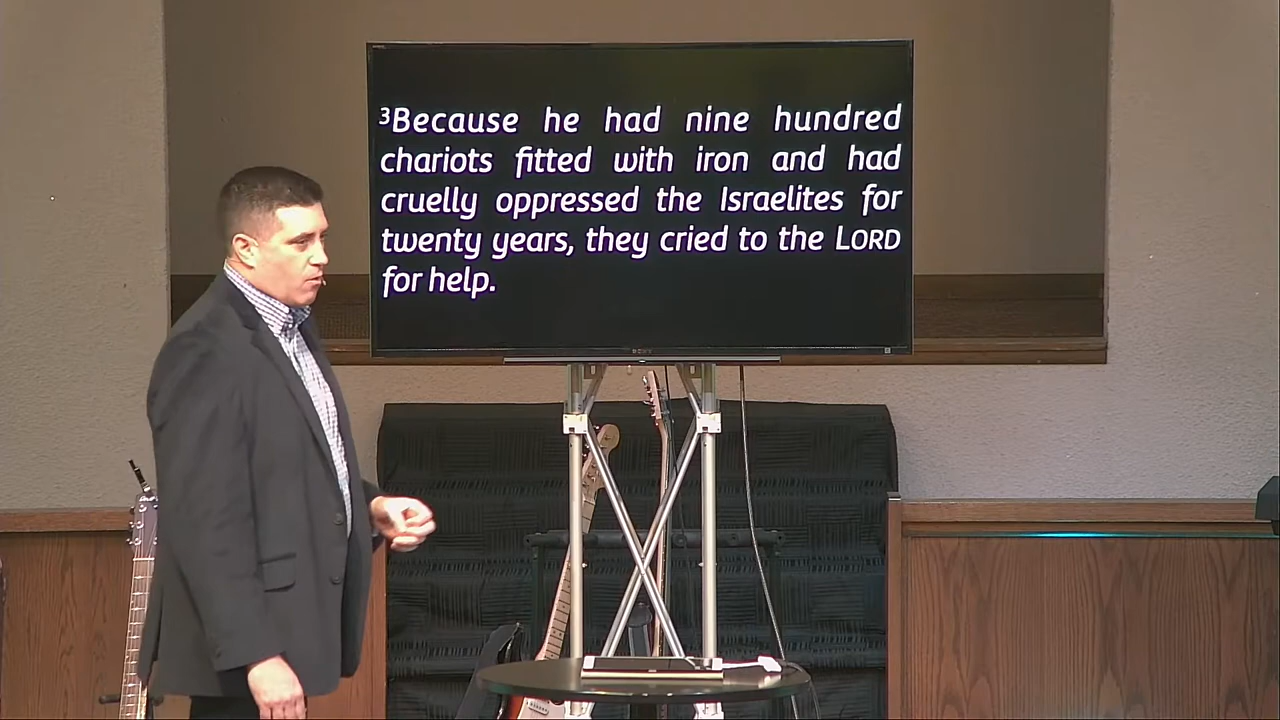 ³Because he had nine hundred
chariots fitted with iron and had
cruelly oppressed the Israelites for
twenty years, they cried to the LORD
for help.
SONY